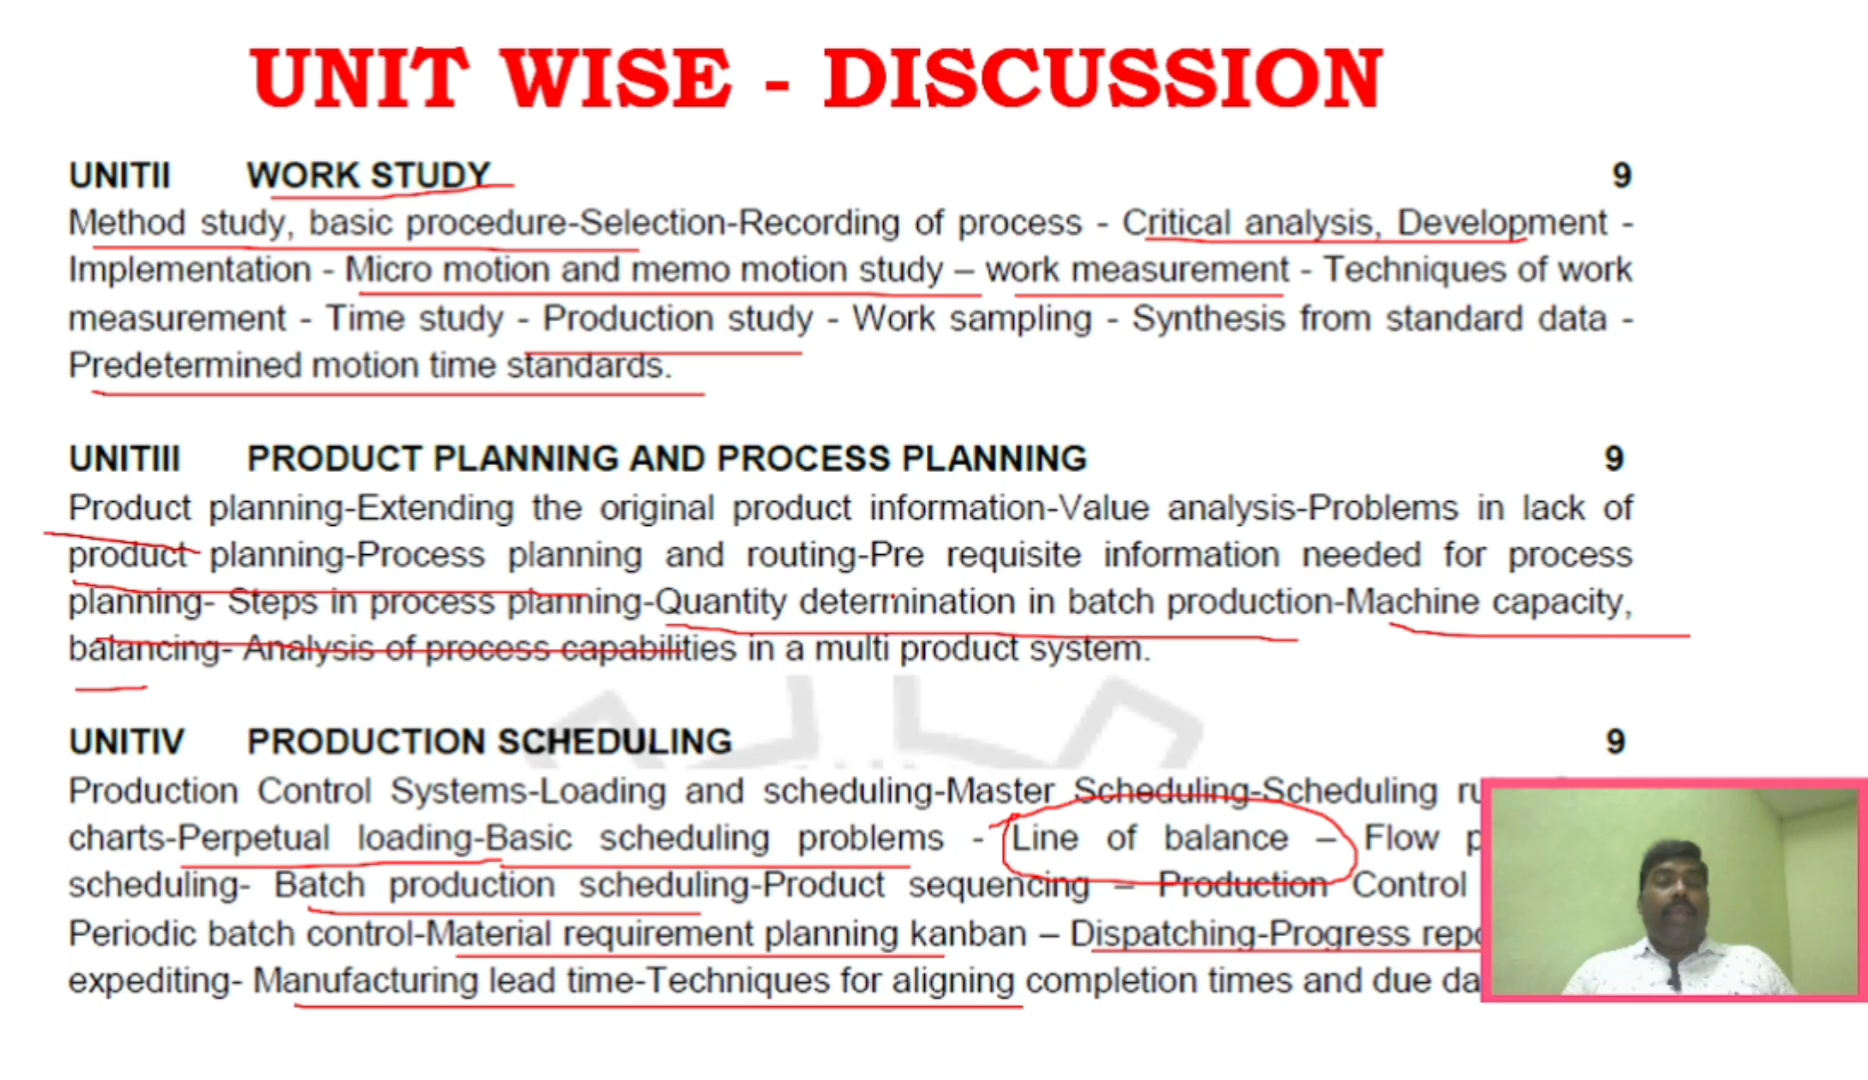 UNIT WISE - DISCUSSION
UNITII WORK STUDY 9
Method study, basic procedure-Selection-Recording of process - Critical analysis, Development -
Implementation - Micro motion and memo motion study – work measurement - Techniques of work
measurement - Time study - Production study - Work sampling - Synthesis from standard data -
Predetermined motion time standards.
UNITIII PRODUCT PLANNING AND PROCESS PLANNING 9
Product planning-Extending the original product information-Value analysis-Problems in lack of
product planning-Process planning and routing-Pre requisite information needed for process
planning- Steps in process planning-Quantity determination in batch production-Machine capacity,
balancing- Analysis of process capabilities in a multi product system.
UNITIV PRODUCTION SCHEDULING 9
Production Control Systems-Loading and scheduling-Master Scheduling-Scheduling
charts-Perpetual loading-Basic scheduling problems - Line of balance – Flow
scheduling- Batch production scheduling-Product sequencing – Production Control
Periodic batch control-Material requirement planning kanban – Dispatching-Progress
expediting- Manufacturing lead time-Techniques for aligning completion times and due